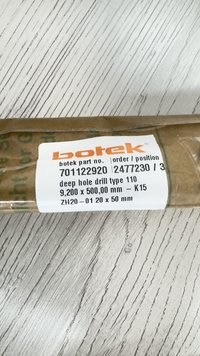 botek
botek part no. order / position
701122920 2477230 / 3
deep hole drill type 110
9,200 x 500,00 mm - K15
ZH20-01 20 x 50 mm